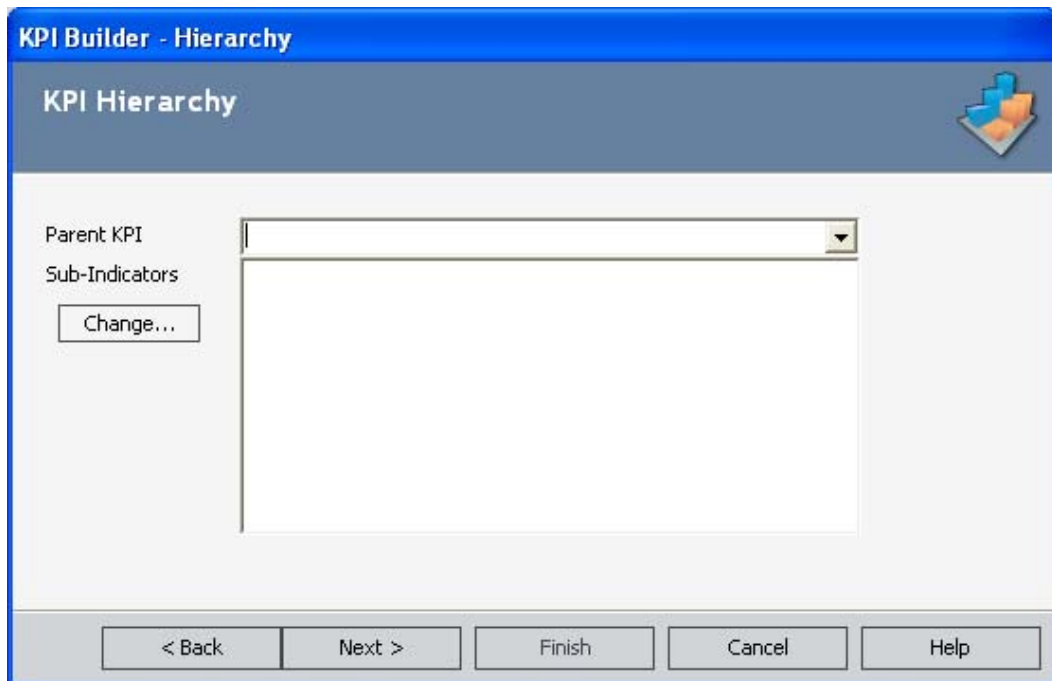 KPI Builder - Hierarchy
KPI Hierarchy
Parent KPI
Sub-Indicators
Change...
< Back Next > Finish Cancel Help